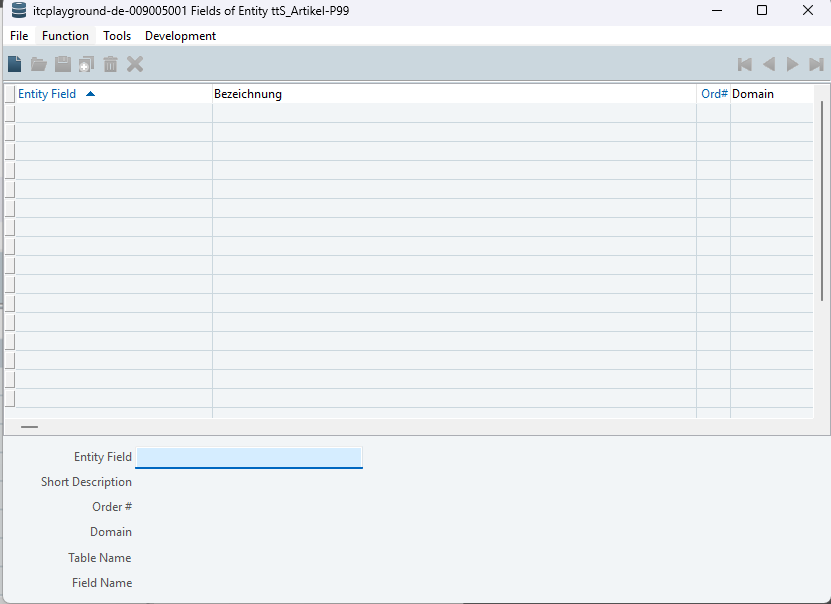 itcplayground-de-009005001 Fields of Entity ttS_Artikel-P99
File Function Tools Development
Entity Field Bezeichnung Ord# Domain
Entity Field
Short Description
Order #
Domain
Table Name
Field Name